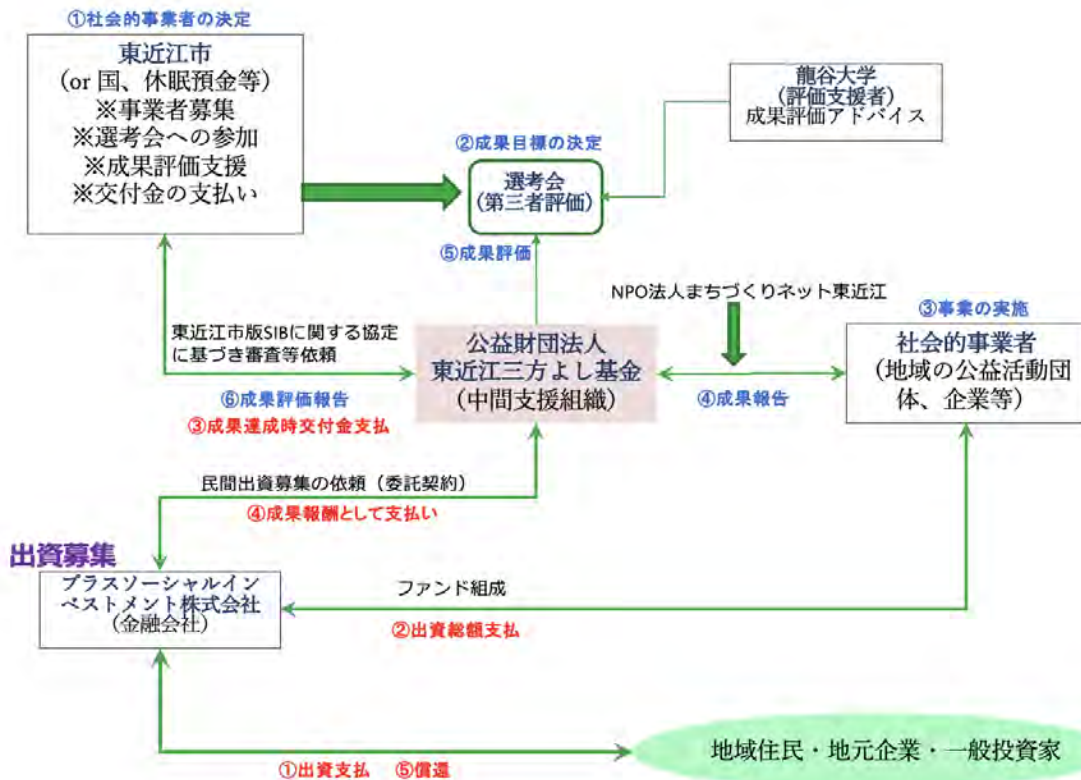 ①社会的事業者の決定
東近江市
(or 国、休眠預金等)
※事業者募集
※選考会への参加
※成果評価支援
※交付金の支払い
龍谷大学
(評価支援者)
成果評価アドバイス
②成果目標の決定
選考会
(第三者評価)
⑤成果評価
NPO法人まちづくりネット東近江
③事業の実施
社会的事業者
(地域の公益活動団
体、企業等)
東近江市版SIBに関する協定
に基づき審査等依頼
公益財団法人
東近江三方よし基金
(中間支援組織)
④成果報告
⑥成果評価報告
③成果達成時交付金支払
民間出資募集の依頼（委託契約）
④成果報酬として支払い
出資募集
プラスソーシャルイン
ベストメント株式会社
(金融会社)
ファンド組成
②出資総額支払
地域住民・地元企業・一般投資家
①出資支払 ⑤償還